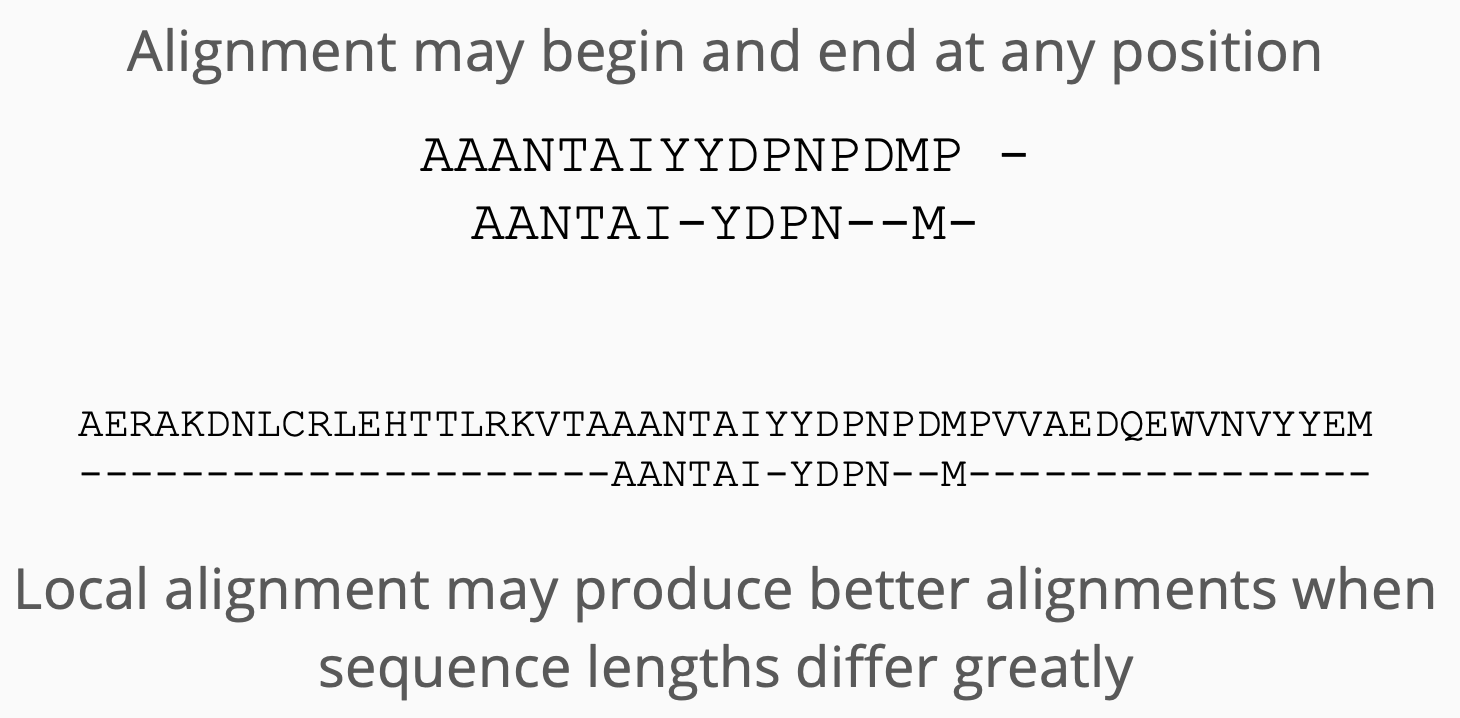 Alignment may begin and end at any position
AAANTAIYYDPNPDMP -
AANTAI-YDPN--M-
AERAKDNLCRLEHTTLRKVTAAANTAIYYDPNPDMPVVAEDQEWVNVYYEM
---------------------AANTAI-YDPN--M----------------
Local alignment may produce better alignments when
sequence lengths differ greatly